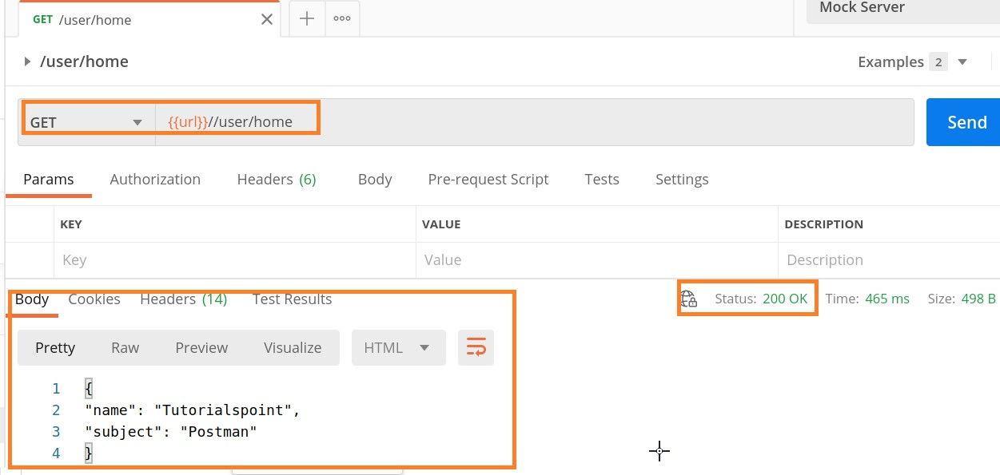 GET /user/home
Mock Server
/user/home
Examples 2
GET {{url}}//user/home
Send
Params Authorization Headers (6) Body Pre-request Script Tests Settings
KEY VALUE DESCRIPTION
Key Value Description
Body Cookies Headers (14) Test Results Status: 200 OK Time: 465 ms Size: 498 B
Pretty Raw Preview Visualize HTML
1 {
2 "name": "Tutorialspoint",
3 "subject": "Postman"
4 }